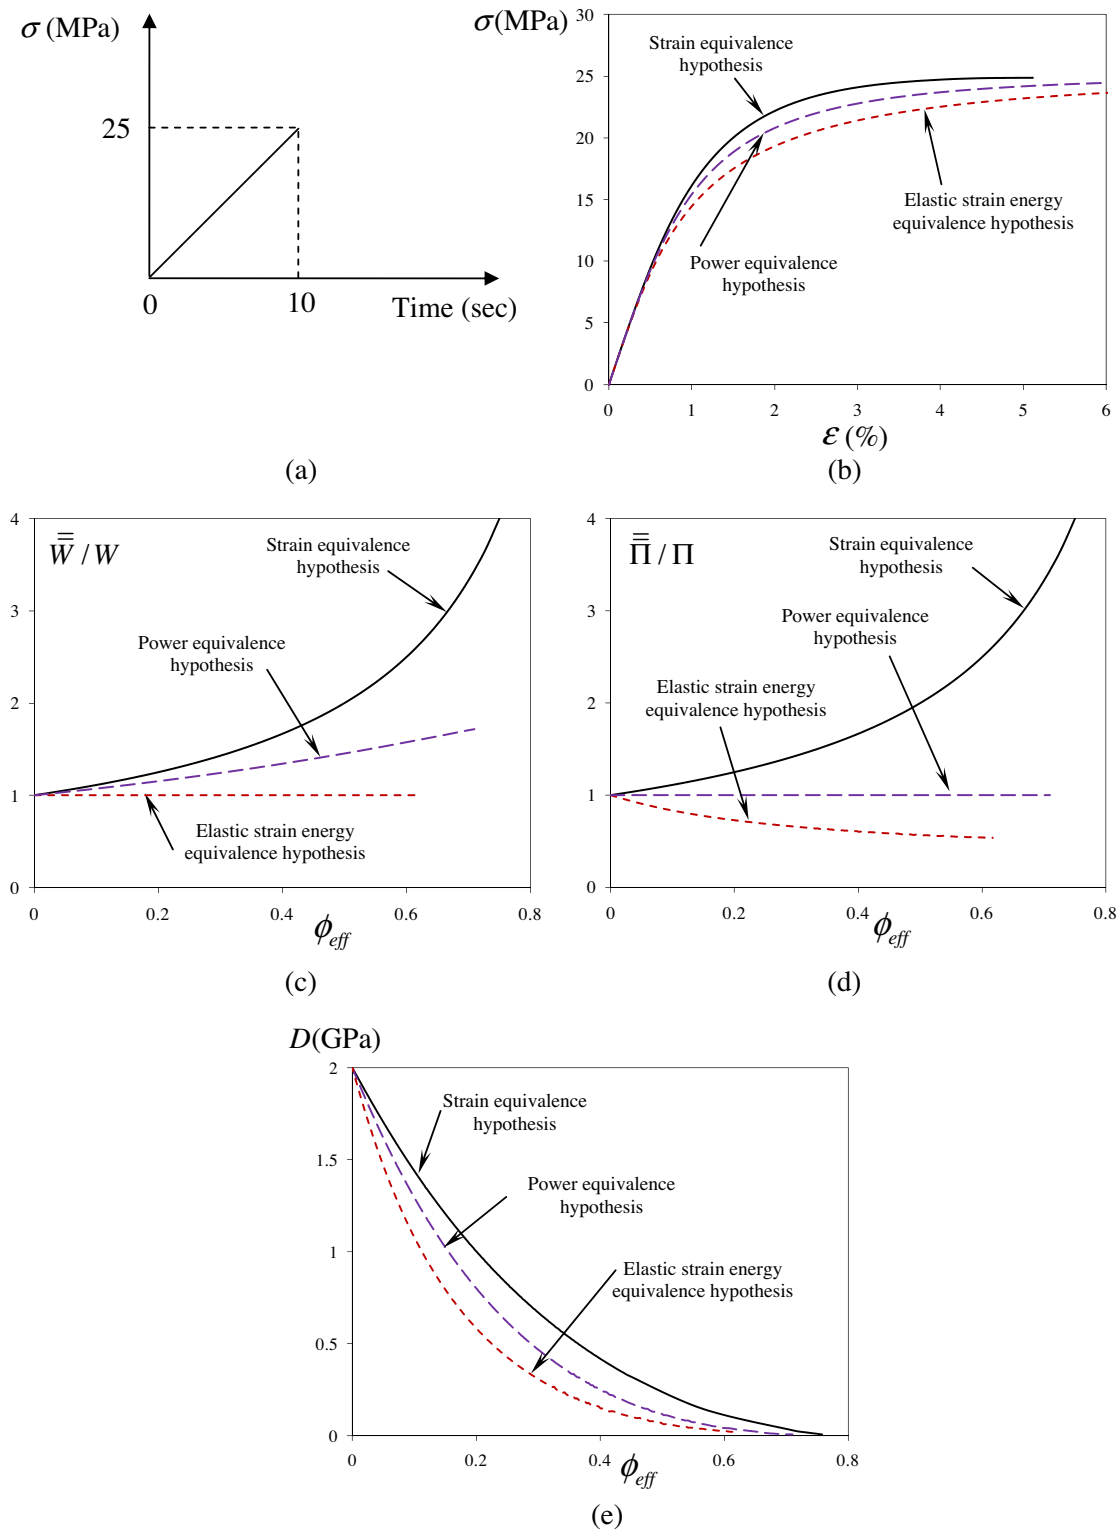 σ (MPa)
25
0
10
Time (sec)
(a)
σ(MPa)
30
25
20
15
10
5
0
0 1 2 3 4 5 6
ε (%)
Strain equivalence
hypothesis
Elastic strain energy
equivalence hypothesis
Power equivalence
hypothesis
(b)
W̿ / W
4
3
2
1
0
0 0.2 0.4 0.6 0.8
ϕeff
Strain equivalence
hypothesis
Power equivalence
hypothesis
Elastic strain energy
equivalence hypothesis
(c)
Π̿ / Π
4
3
2
1
0
0 0.2 0.4 0.6 0.8
ϕeff
Strain equivalence
hypothesis
Power equivalence
hypothesis
Elastic strain energy
equivalence hypothesis
(d)
D(GPa)
2
1.5
1
0.5
0
0 0.2 0.4 0.6 0.8
ϕeff
Strain equivalence
hypothesis
Power equivalence
hypothesis
Elastic strain energy
equivalence hypothesis
(e)